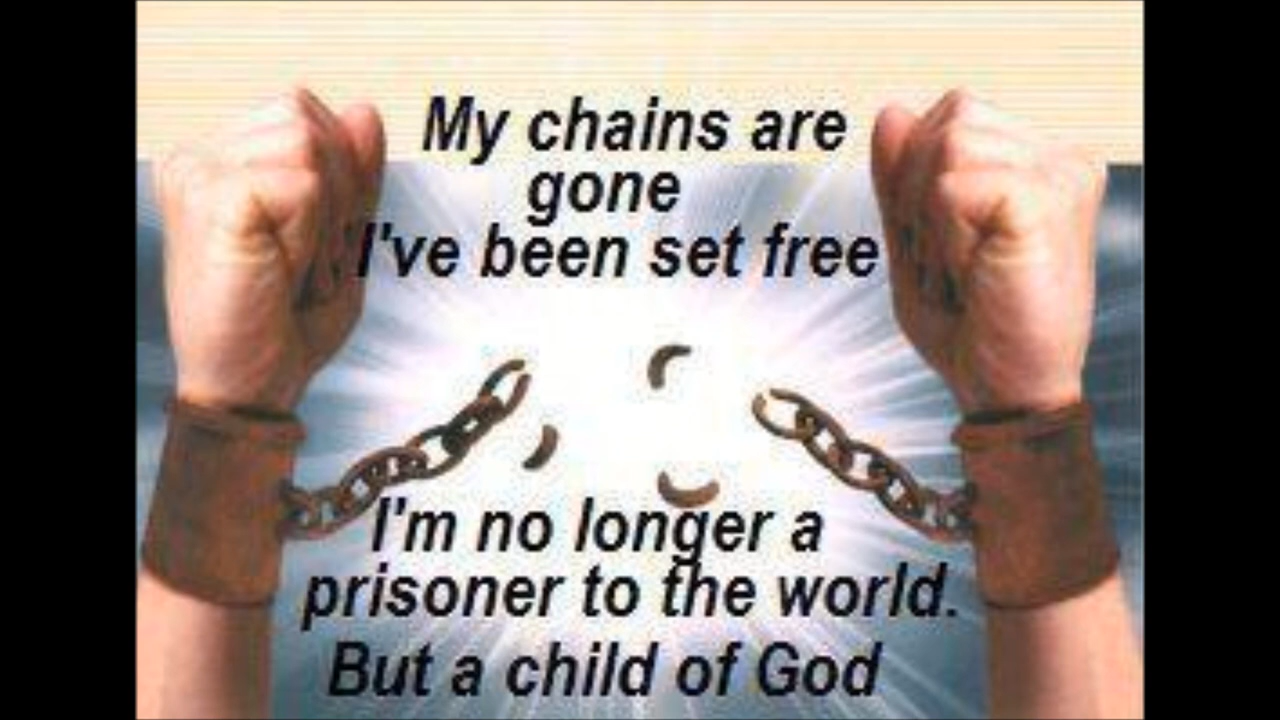 My chains are
gone
I've been set free
I'm no longer a
prisoner to the world.
But a child of God